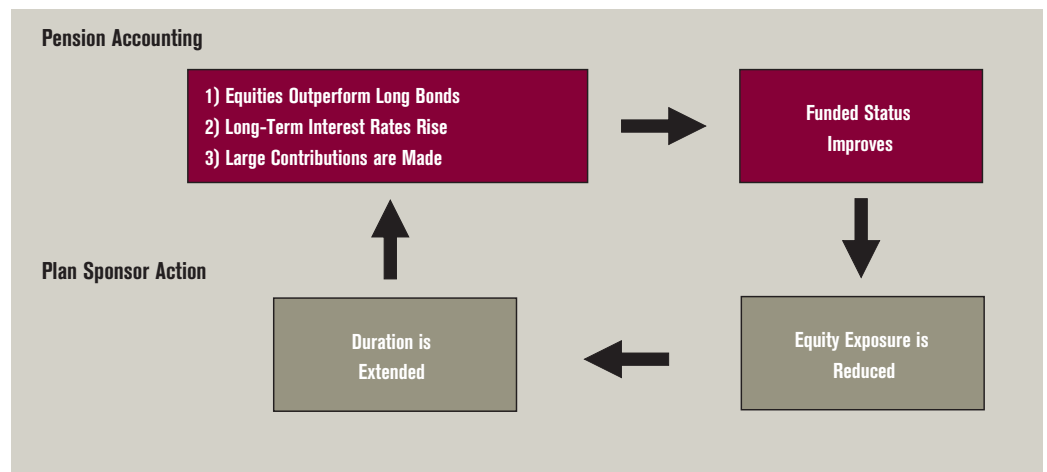 Pension Accounting
1) Equities Outperform Long Bonds
2) Long-Term Interest Rates Rise
3) Large Contributions are Made
Funded Status
Improves
Plan Sponsor Action
Duration is
Extended
Equity Exposure is
Reduced